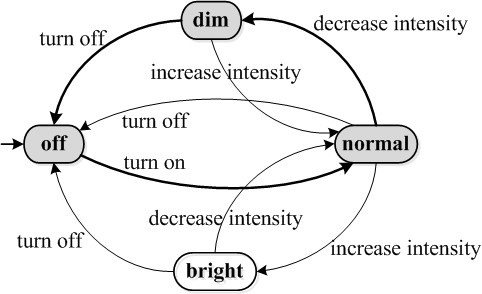 dim
decrease intensity
turn off
increase intensity
turn off
off
normal
turn on
decrease intensity
turn off
increase intensity
bright